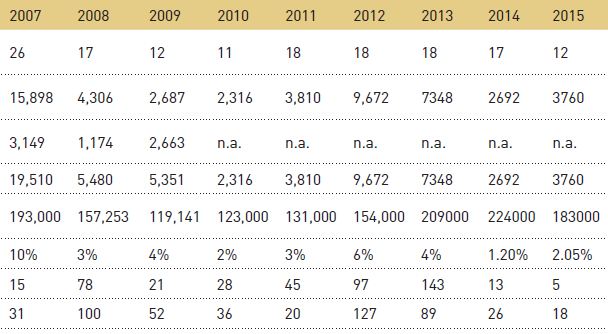 2007 2008 2009 2010 2011 2012 2013 2014 2015
26 17 12 11 18 18 18 17 12
15,898 4,306 2,687 2,316 3,810 9,672 7348 2692 3760
3,149 1,174 2,663 n.a. n.a. n.a. n.a. n.a. n.a.
19,510 5,480 5,351 2,316 3,810 9,672 7348 2692 3760
193,000 157,253 119,141 123,000 131,000 154,000 209000 224000 183000
10% 3% 4% 2% 3% 6% 4% 1.20% 2.05%
15 78 21 28 45 97 143 13 5
31 100 52 36 20 127 89 26 18